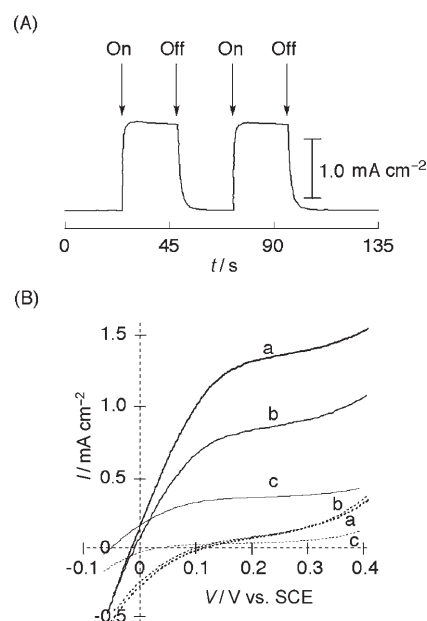 (A)
On Off On Off
1.0 mA cm⁻²
0 45 90 135
t / s
(B)
1.5
a
1.0
b
I / mA cm⁻²
0.5
c
b
a
c
0
-0.1 0 0.1 0.2 0.3 0.4
V / V vs. SCE
-0.5